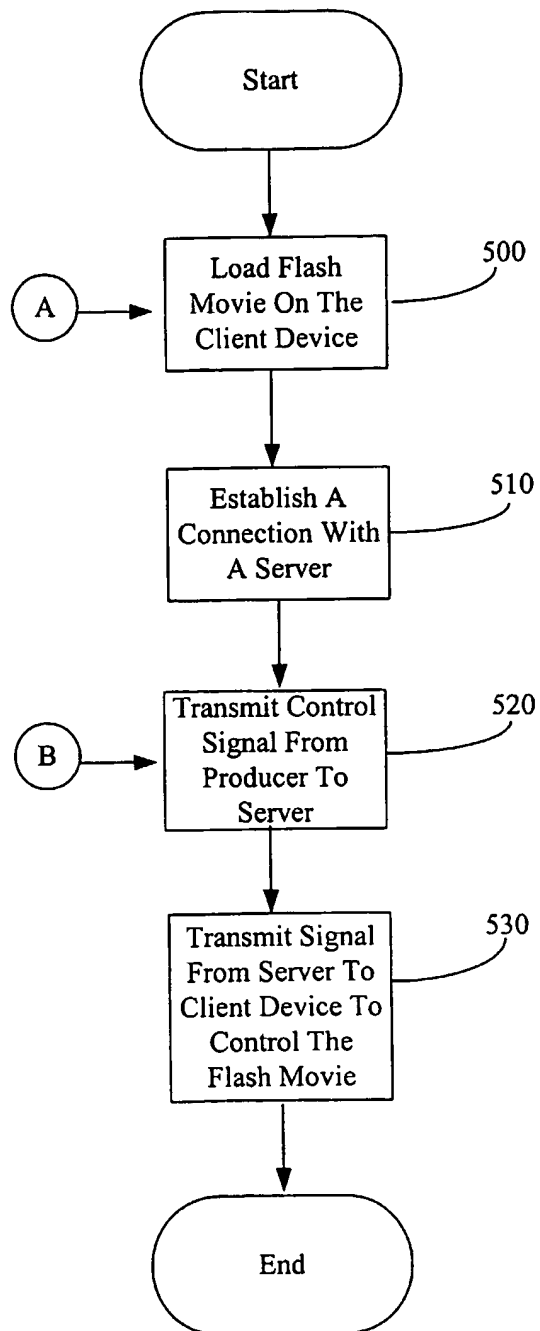 Start
Load Flash
Movie On The
Client Device
500
A
Establish A
Connection With
A Server
510
Transmit Control
Signal From
Producer To
Server
520
B
Transmit Signal
From Server To
Client Device To
Control The
Flash Movie
530
End